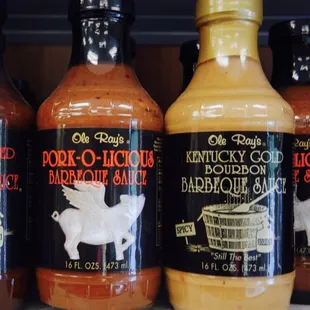 Ole Ray's
PORK-O-LICIOUS
BARBEQUE SAUCE
16 FL. OZS. (473 ml)
Ole Ray's
KENTUCKY GOLD
BOURBON
BARBEQUE SAUCE
SPICY
"Still The Best"
16 FL. OZS. (473 ml)